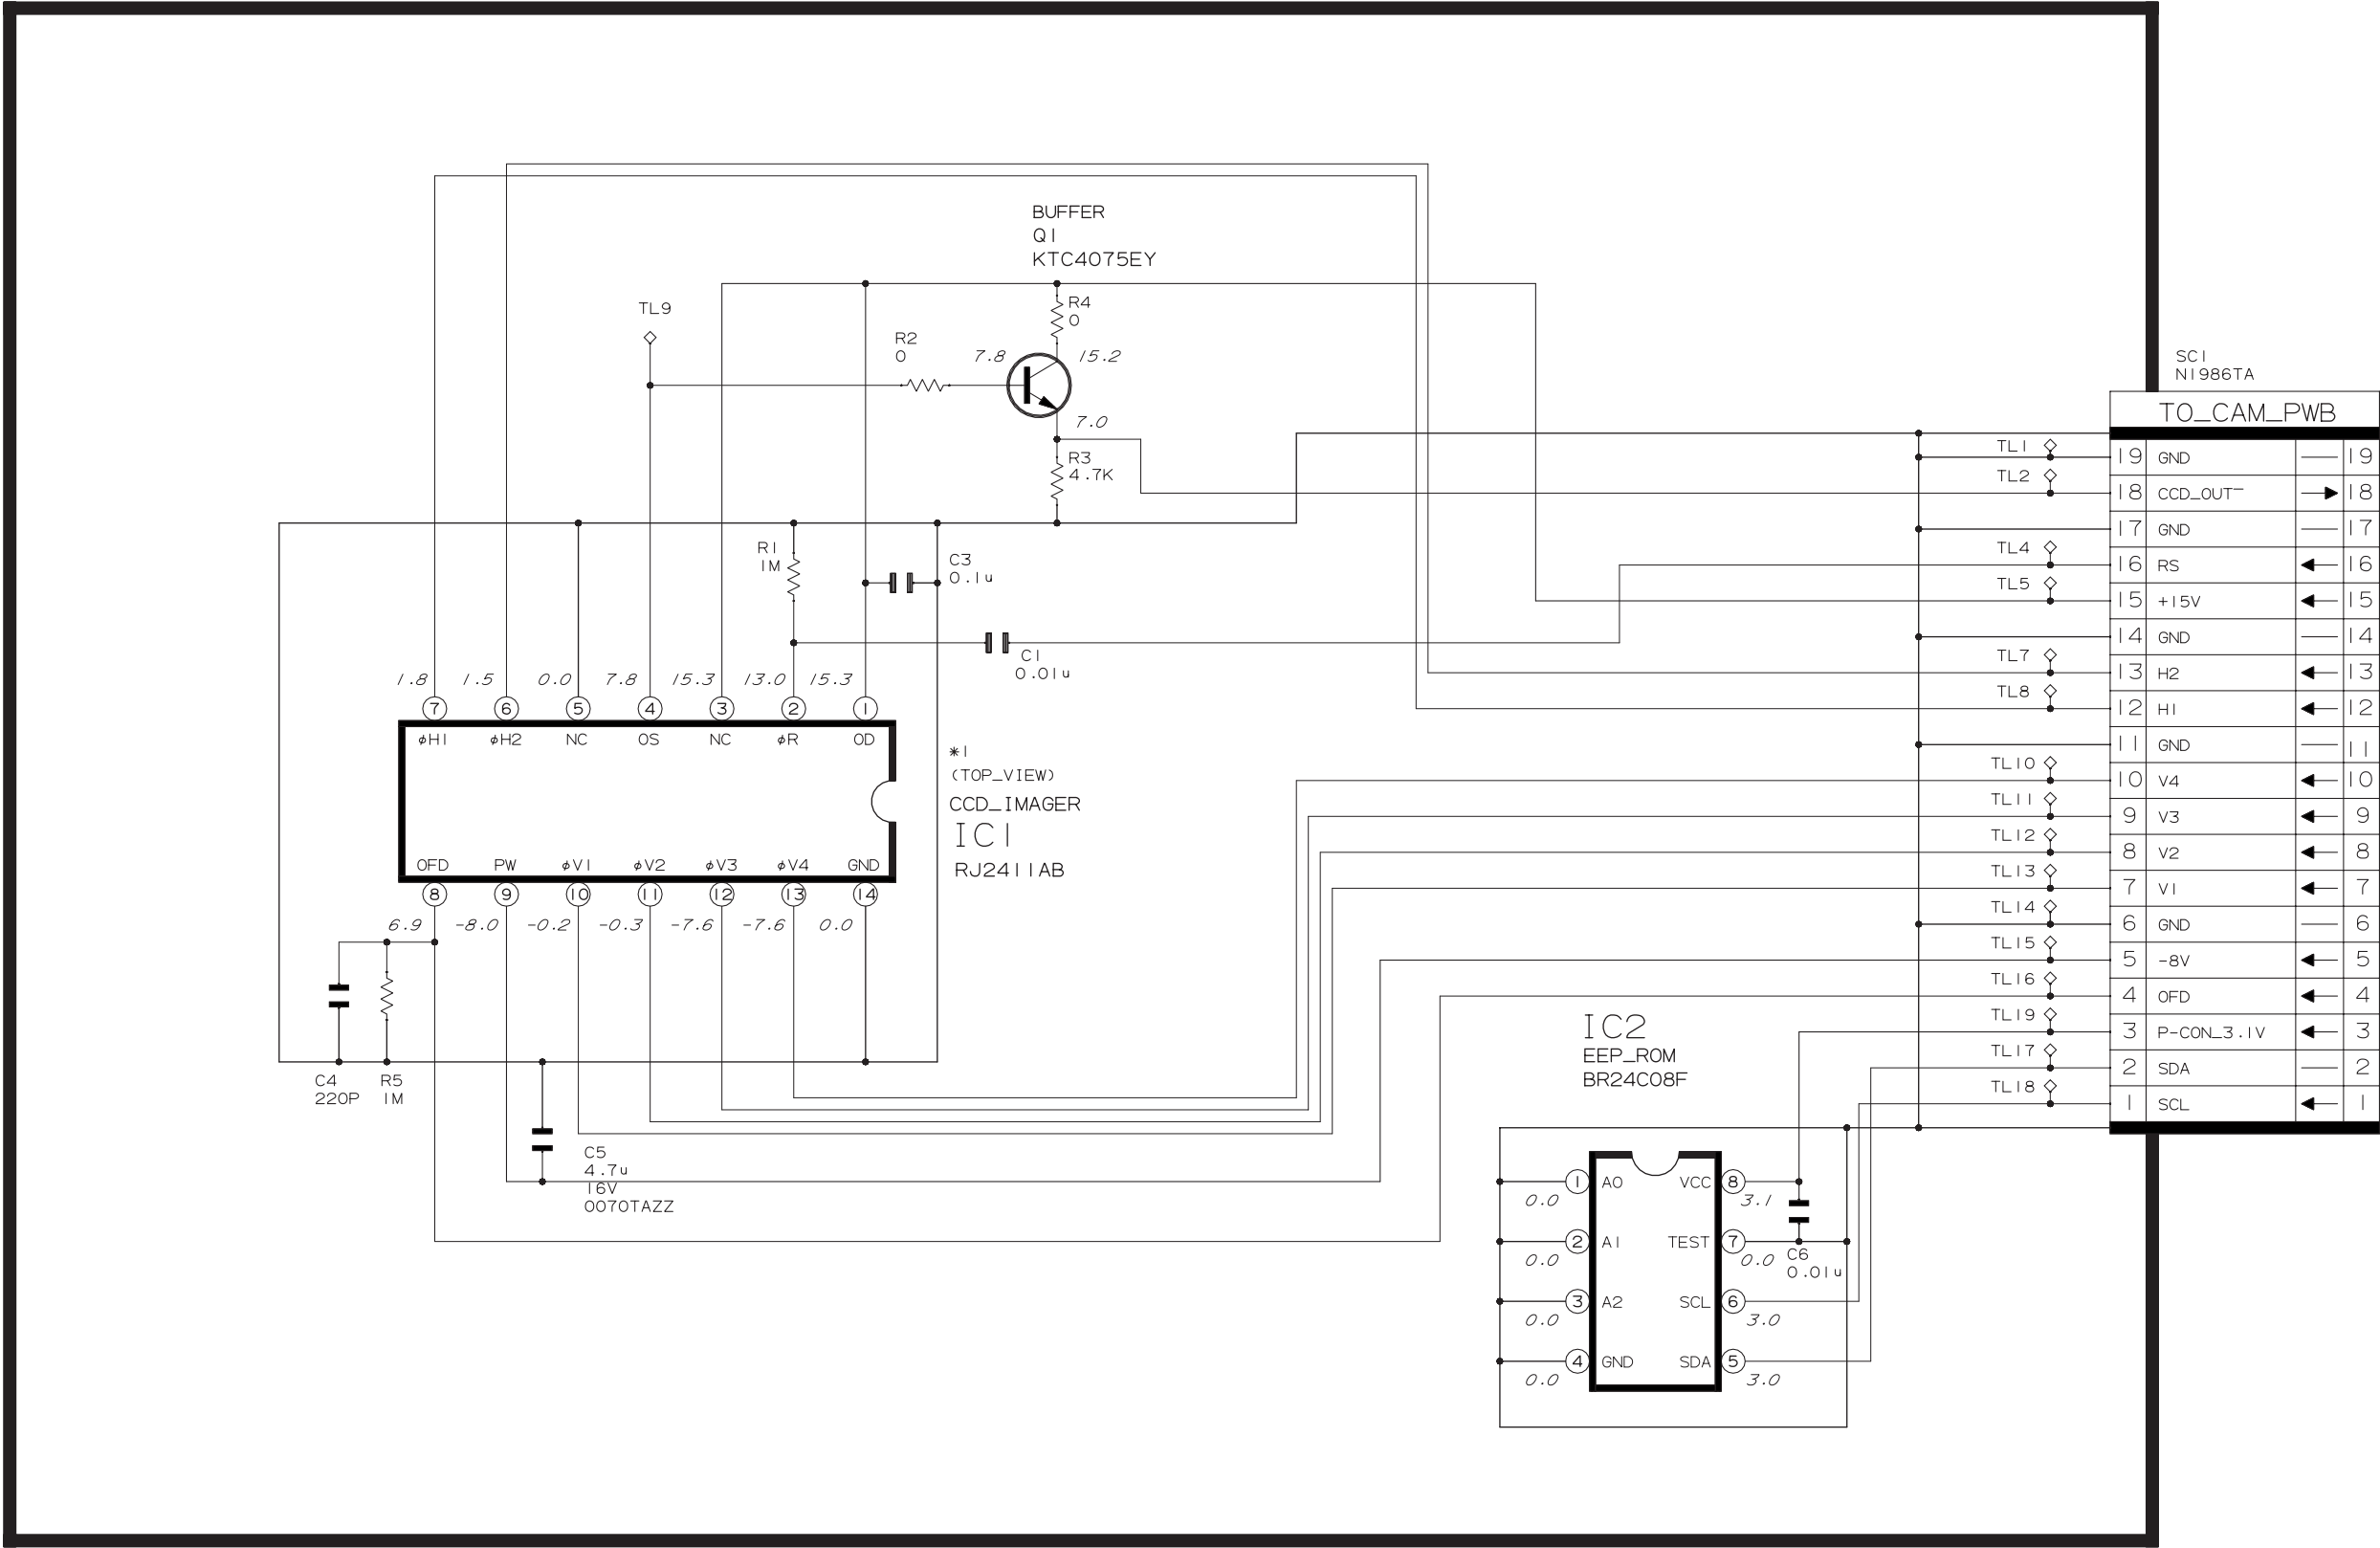 BUFFER
Q1
KTC4075EY
TL9
R2
0
7.8
R4
0
15.2
7.0
R3
4.7K
R1
1M
C3
0.1u
C1
0.01u
1.8 1.5 0.0 7.8 15.3 13.0 15.3
7 6 5 4 3 2 1
φH1 φH2 NC OS NC φR OD
*1
(TOP_VIEW)
CCD_IMAGER
IC1
RJ2411AB
OFD PW φV1 φV2 φV3 φV4 GND
8 9 10 11 12 13 14
6.9 -8.0 -0.2 -0.3 -7.6 -7.6 0.0
C4
220P
R5
1M
C5
4.7u
16V
0070TAZZ
IC2
EEP_ROM
BR24C08F
1 A0 VCC 8
0.0 3.1
2 A1 TEST 7
0.0 0.0
C6
0.01u
3 A2 SCL 6
0.0 3.0
4 GND SDA 5
0.0 3.0
SC1
N1986TA
TO_CAM_PWB
TL1 19 GND 19
TL2 18 CCD_OUT‾ 18
17 GND 17
TL4 16 RS 16
TL5 15 +15V 15
14 GND 14
TL7 13 H2 13
TL8 12 H1 12
11 GND 11
TL10 10 V4 10
TL11 9 V3 9
TL12 8 V2 8
TL13 7 V1 7
TL14 6 GND 6
TL15 5 -8V 5
TL16 4 OFD 4
TL19 3 P-CON_3.1V 3
TL17 2 SDA 2
TL18 1 SCL 1